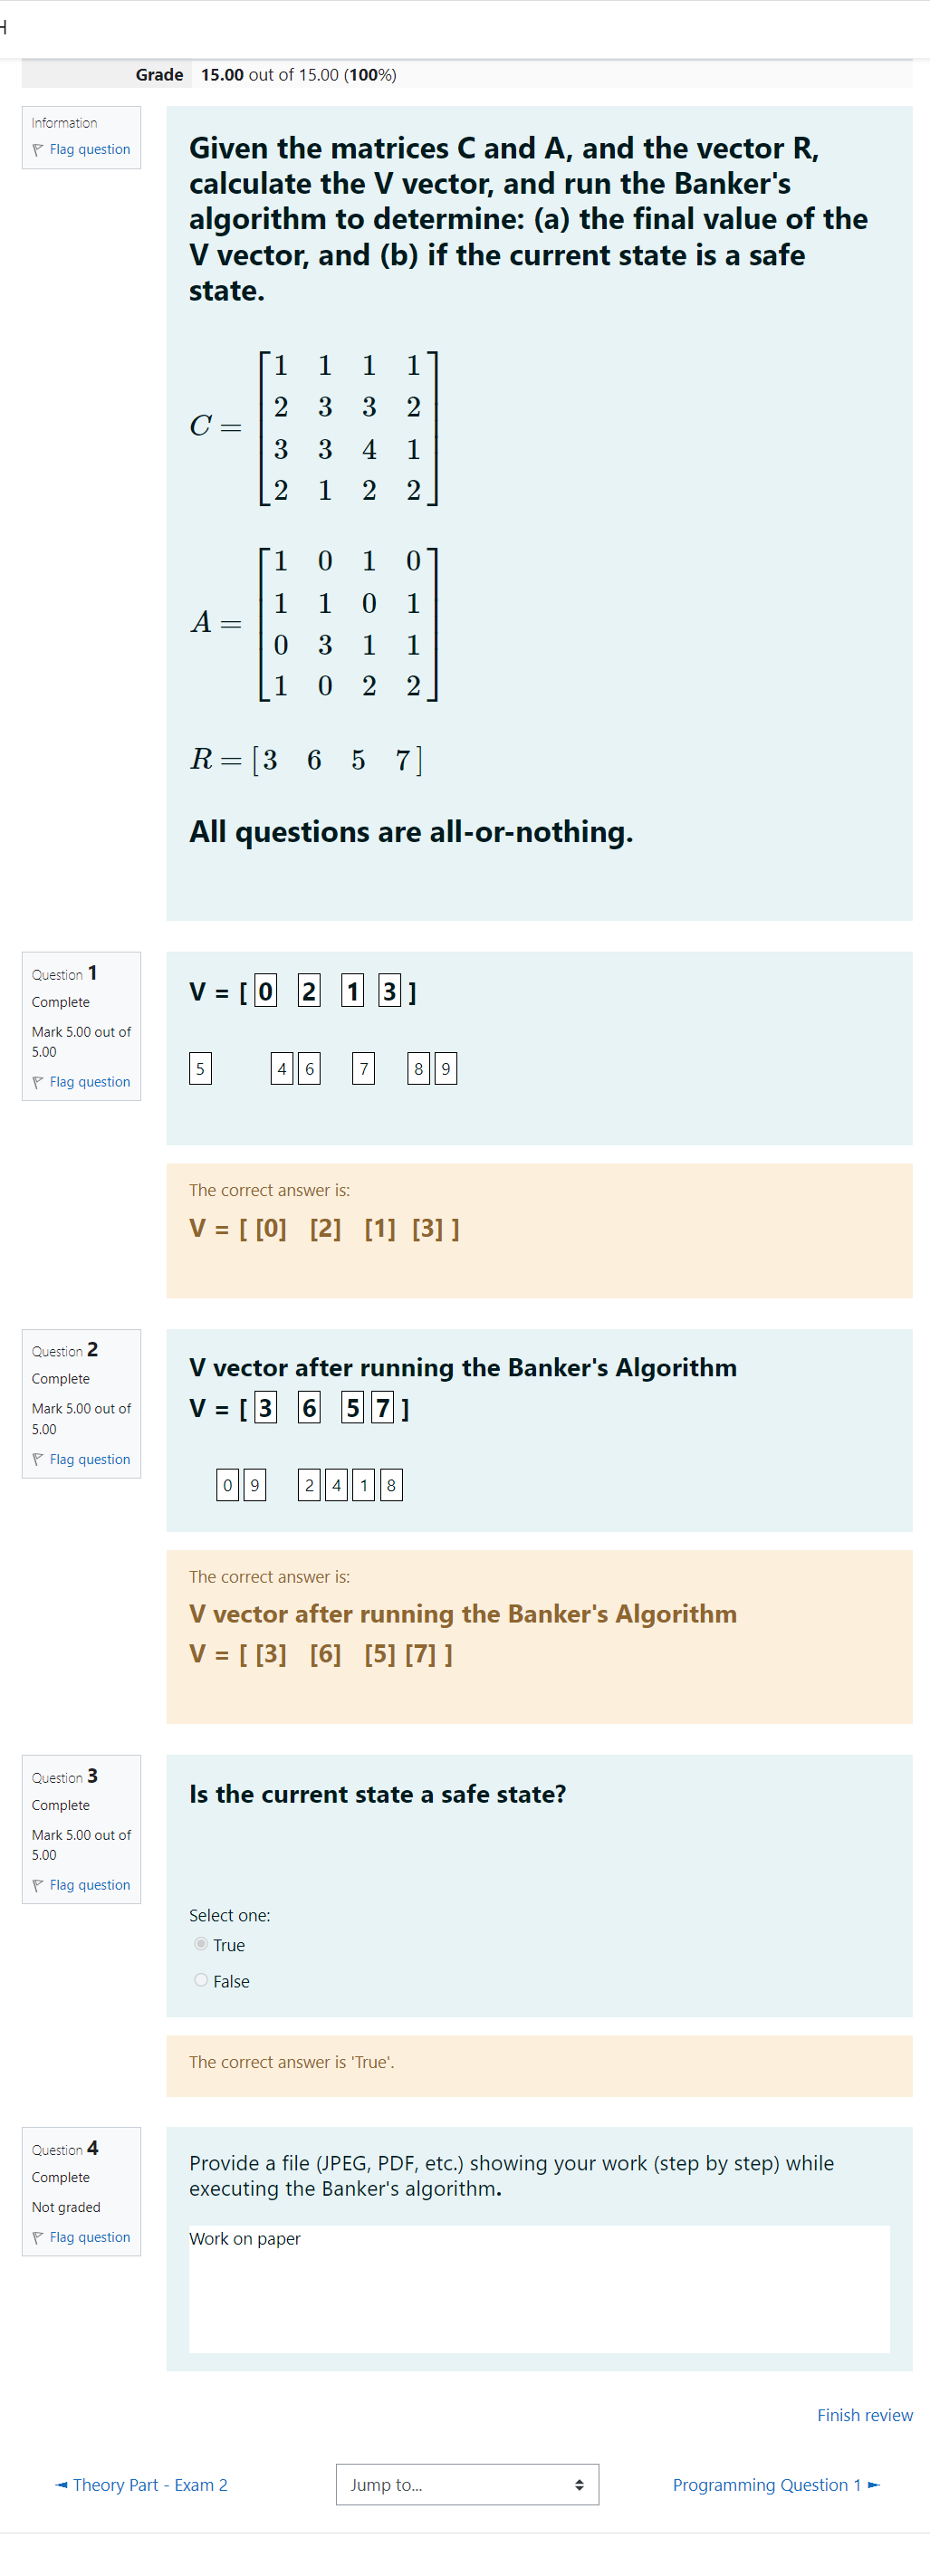 H
Grade 15.00 out of 15.00 (100%)
Information
Flag question
Given the matrices C and A, and the vector R,
calculate the V vector, and run the Banker's
algorithm to determine: (a) the final value of the
V vector, and (b) if the current state is a safe
state.
C =
1 1 1 1
2 3 3 2
3 3 4 1
2 1 2 2
A =
1 0 1 0
1 1 0 1
0 3 1 1
1 0 2 2
R = [3 6 5 7]
All questions are all-or-nothing.
Question 1
Complete
Mark 5.00 out of
5.00
Flag question
V = [ 0 2 1 3 ]
5 4 6 7 8 9
The correct answer is:
V = [ [0] [2] [1] [3] ]
Question 2
Complete
Mark 5.00 out of
5.00
Flag question
V vector after running the Banker's Algorithm
V = [ 3 6 5 7 ]
0 9 2 4 1 8
The correct answer is:
V vector after running the Banker's Algorithm
V = [ [3] [6] [5] [7] ]
Question 3
Complete
Mark 5.00 out of
5.00
Flag question
Is the current state a safe state?
Select one:
True
False
The correct answer is 'True'.
Question 4
Complete
Not graded
Flag question
Provide a file (JPEG, PDF, etc.) showing your work (step by step) while
executing the Banker's algorithm.
Work on paper
Finish review
◄ Theory Part - Exam 2
Jump to...
Programming Question 1 ►